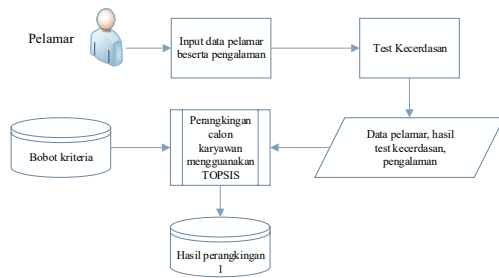 Pelamar
Input data pelamar
beserta pengalaman
Test Kecerdasan
Bobot kriteria
Perangkingan
calon
karyawan
mengguanakan
TOPSIS
Data pelamar, hasil
test kecerdasan,
pengalaman
Hasil perangkingan
1